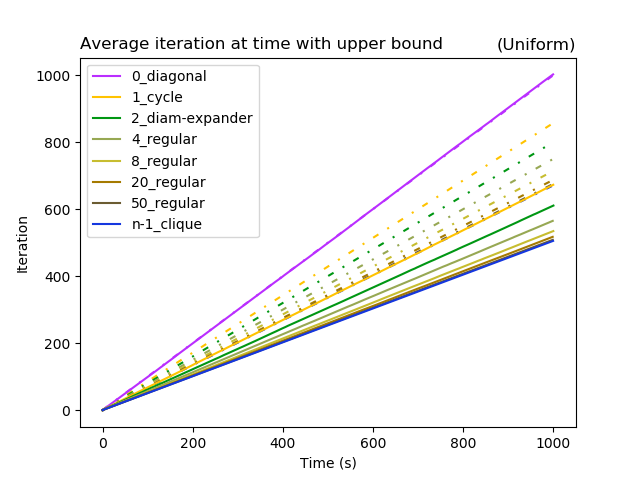 Average iteration at time with upper bound (Uniform)
0_diagonal
1_cycle
2_diam-expander
4_regular
8_regular
20_regular
50_regular
n-1_clique
Iteration
1000
800
600
400
200
0
0 200 400 600 800 1000
Time (s)